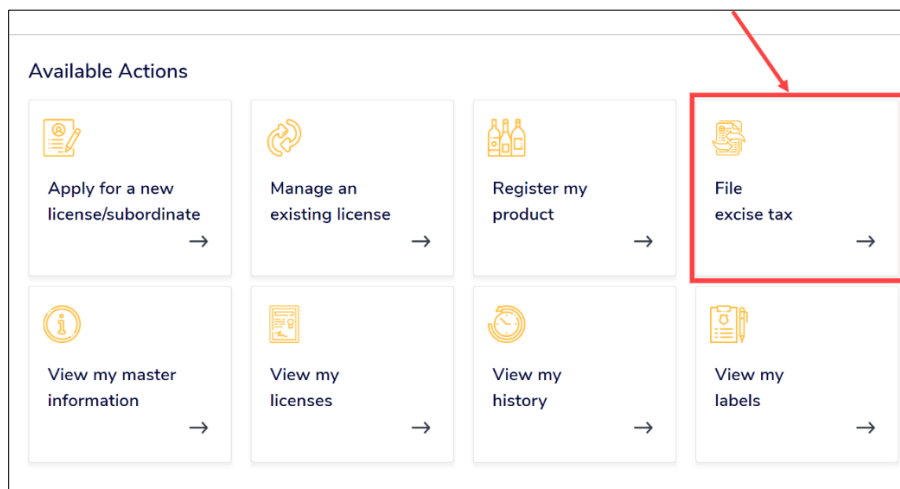 Available Actions
Apply for a new
license/subordinate
Manage an
existing license
Register my
product
File
excise tax
View my master
information
View my
licenses
View my
history
View my
labels